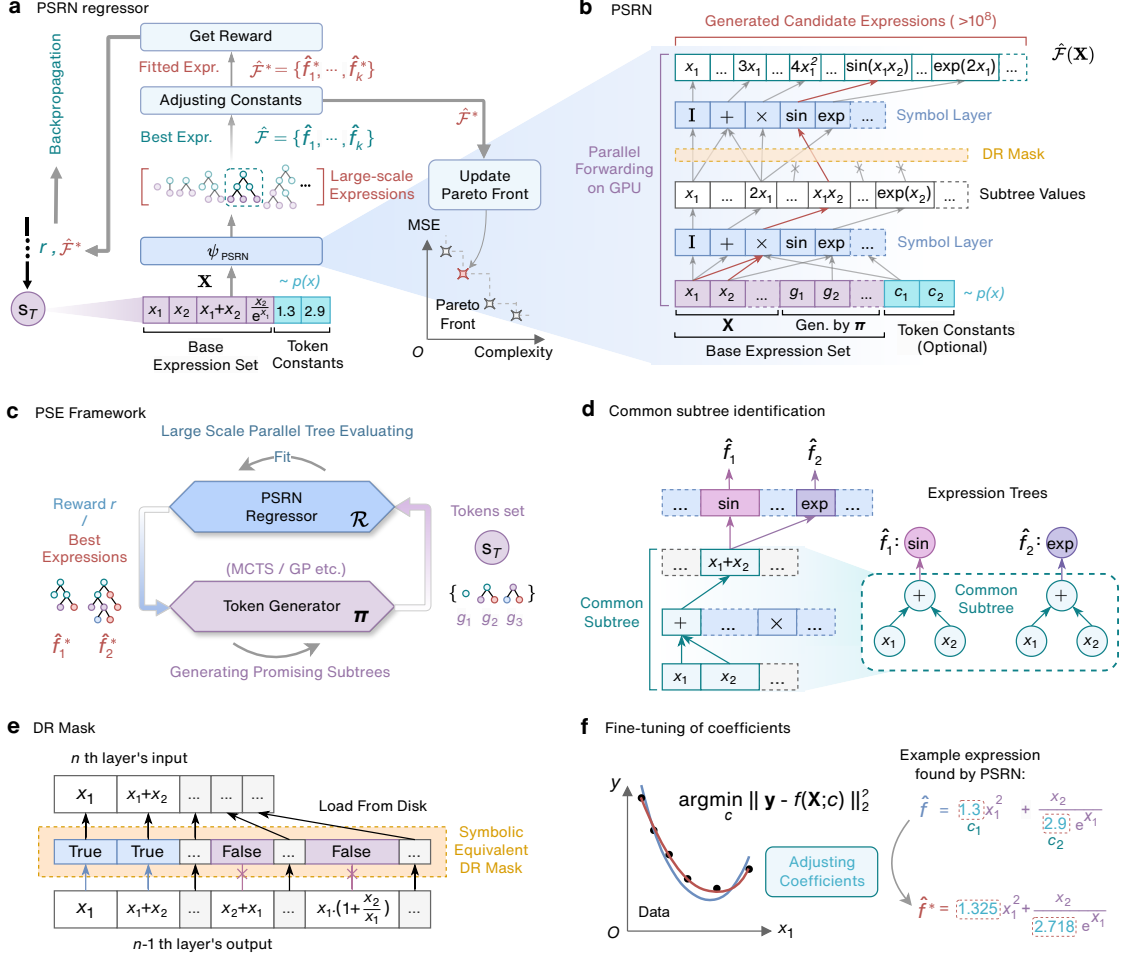 a PSRN regressor
Get Reward
Fitted Expr. F̂* = {f̂₁*, ···, f̂ₖ*}
Adjusting Constants
Best Expr. F̂ = {f̂₁, ···, f̂ₖ}
Backpropagation
Large-scale
Expressions
...
F̂*
Update
Pareto Front
r , F̂*
ψPSRN
X
~ p(x)
sT
x₁ x₂ x₁+x₂ x₂/e^x₁ 1.3 2.9
Base
Expression Set
Token
Constants
MSE
Pareto
Front
O
Complexity
b PSRN
Generated Candidate Expressions ( >10⁸)
F̂(X)
x₁ ... 3x₁ ... 4x₁² ... sin(x₁x₂) ... exp(2x₁) ...
I + × sin exp ...
Symbol Layer
DR Mask
Parallel
Forwarding
on GPU
x₁ ... 2x₁ ... x₁x₂ ... exp(x₂) ...
Subtree Values
I + × sin exp ...
Symbol Layer
x₁ x₂ ... g₁ g₂ ... c₁ c₂
~ p(x)
X
Gen. by π
Token Constants
(Optional)
Base Expression Set
c PSE Framework
Large Scale Parallel Tree Evaluating
Fit
PSRN
Regressor R
Reward r
/
Best
Expressions
f̂₁* f̂₂*
(MCTS / GP etc.)
Token Generator π
Generating Promising Subtrees
Tokens set
sT
{ }
g₁ g₂ g₃
d Common subtree identification
f̂₁ f̂₂
... sin ... exp ...
... x₁+x₂ ...
Common
Subtree
+ ... × ...
x₁ x₂ ...
Expression Trees
f̂₁: sin
f̂₂: exp
+ +
Common
Subtree
x₁ x₂ x₁ x₂
e DR Mask
n th layer's input
x₁ x₁+x₂ ... ... ...
Load From Disk
True True ... False ... False ...
Symbolic
Equivalent
DR Mask
x₁ x₁+x₂ ... x₂+x₁ ... x₁·(1+x₂/x₁) ...
n-1 th layer's output
f Fine-tuning of coefficients
y
argmin ‖ y - f(X;c) ‖₂²
c
Adjusting
Coefficients
Data
O
x₁
Example expression
found by PSRN:
f̂ = 1.3 x₁² + x₂ / 2.9 e^x₁
c₁
c₂
f̂* = 1.325 x₁² + x₂ / 2.718 e^x₁